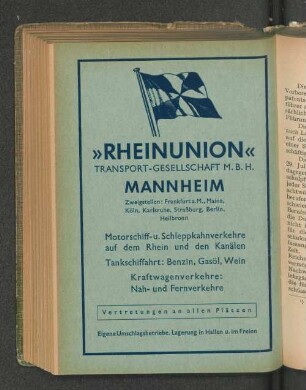 »RHEINUNION«
TRANSPORT-GESELLSCHAFT M.B.H.
MANNHEIM
Zweigstellen: Frankfurt a. M., Mainz,
Köln, Karlsruhe, Straßburg, Berlin,
Heilbronn
Motorschiff- u. Schleppkahnverkehre
auf dem Rhein und den Kanälen
Tankschiffahrt: Benzin, Gasöl, Wein
Kraftwagenverkehre:
Nah- und Fernverkehre
Vertretungen an allen Plätzen
Eigene Umschlagsbetriebe, Lagerung in Hallen u. im Freien